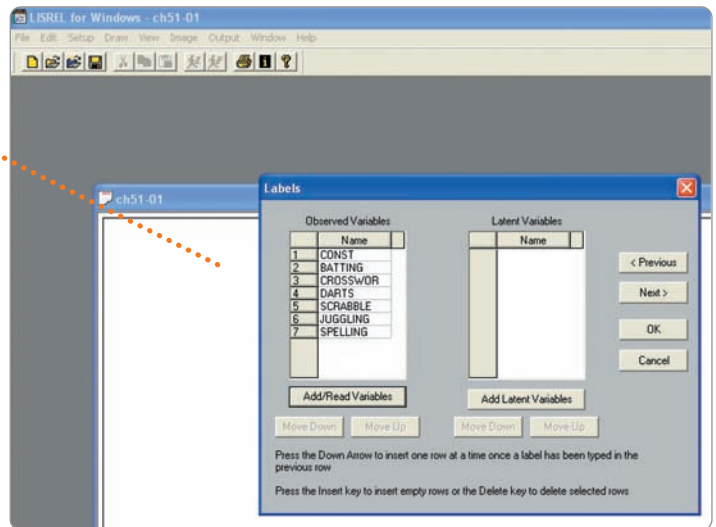 LISREL for Windows - ch51-01
File Edit Setup Draw View Image Output Window Help
ch51-01
Labels
Observed Variables
Latent Variables
Name
Name
1 CONST
2 BATTING
3 CROSSWOR
4 DARTS
5 SCRABBLE
6 JUGGLING
7 SPELLING
< Previous
Next >
OK
Cancel
Add/Read Variables
Add Latent Variables
Move Down Move Up
Move Down Move Up
Press the Down Arrow to insert one row at a time once a label has been typed in the
previous row
Press the Insert key to insert empty rows or the Delete key to delete selected rows